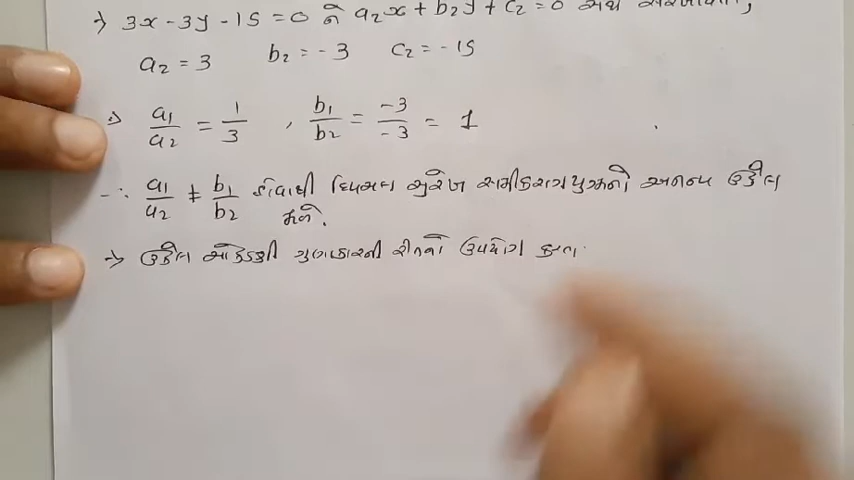 → 3x - 3y - 15 = 0 ને a₂x + b₂y + c₂ = 0 સાથે સરખાવતા,
a₂ = 3 b₂ = -3 c₂ = -15
→ a₁/a₂ = 1/3 , b₁/b₂ = -3/-3 = 1
∴ a₁/a₂ ≠ b₁/b₂ હોવાથી દ્વિચલ સુરેખ સમીકરણયુગ્મનો અનન્ય ઉકેલ
મળે.
→ ઉકેલ ચોકડી ગુણાકારની રીતનો ઉપયોગ કરતા